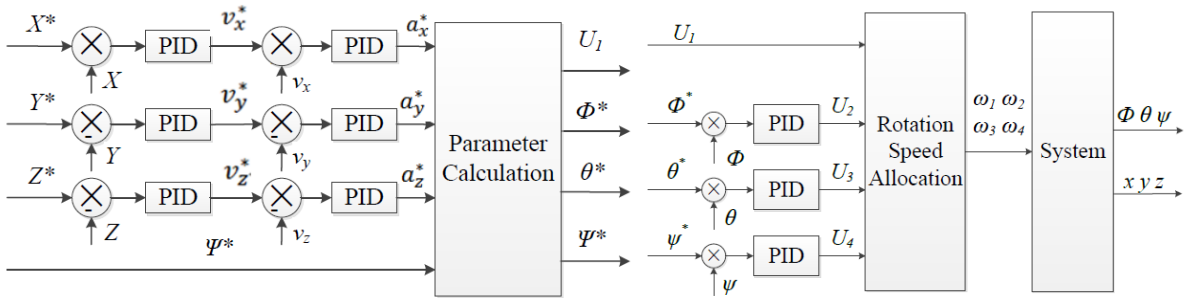 X* PID v_x^* PID a_x^*
X v_x
Y* PID v_y^* PID a_y^*
- -
Y v_y
Z* PID v_z^* PID a_z^*
- -
Z v_z
Ψ*
Parameter
Calculation
U_1
Φ*
θ*
Ψ*
U_1
Φ* PID U_2
Φ
θ* PID U_3
θ
ψ* PID U_4
ψ
Rotation
Speed
Allocation
ω_1 ω_2
ω_3 ω_4
System
Φ θ ψ
x y z